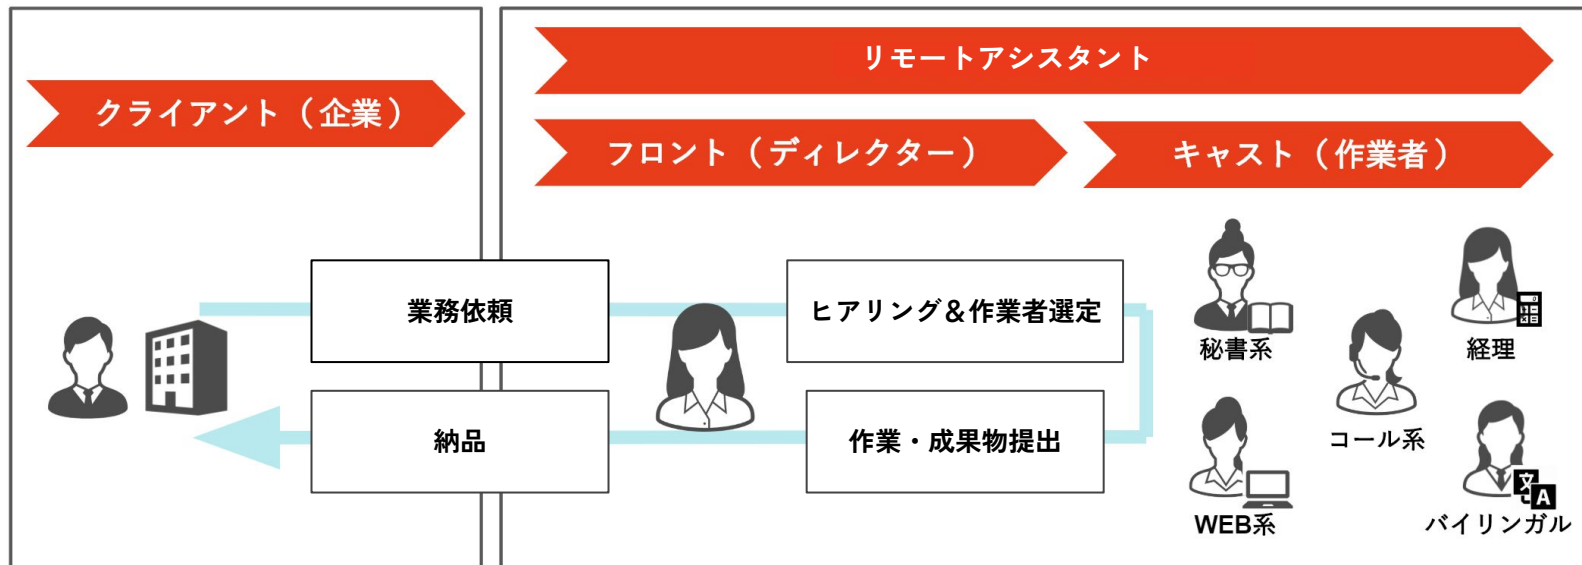 クライアント（企業）
リモートアシスタント
フロント（ディレクター）
キャスト（作業者）
業務依頼
ヒアリング＆作業者選定
納品
作業・成果物提出
秘書系
経理
コール系
WEB系
バイリンガル
文
A